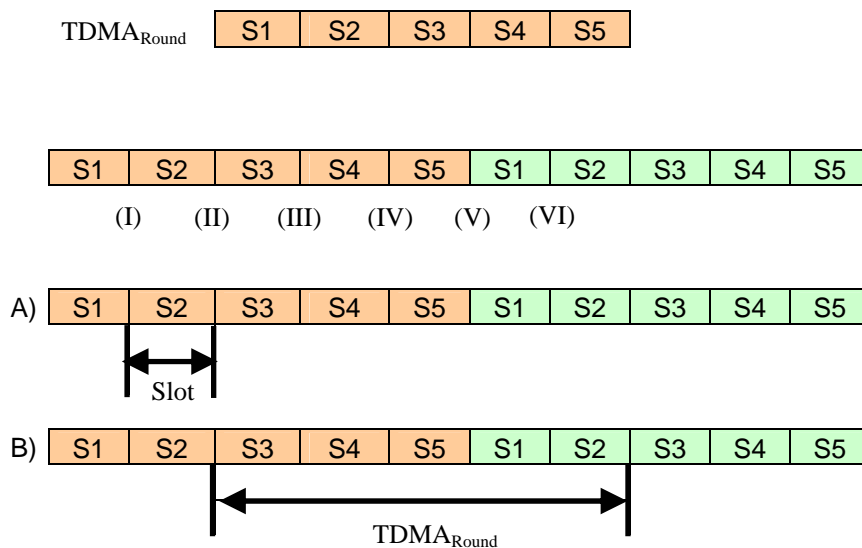 TDMARound S1 S2 S3 S4 S5
S1 S2 S3 S4 S5 S1 S2 S3 S4 S5
(I) (II) (III) (IV) (V) (VI)
A) S1 S2 S3 S4 S5 S1 S2 S3 S4 S5
Slot
B) S1 S2 S3 S4 S5 S1 S2 S3 S4 S5
TDMARound